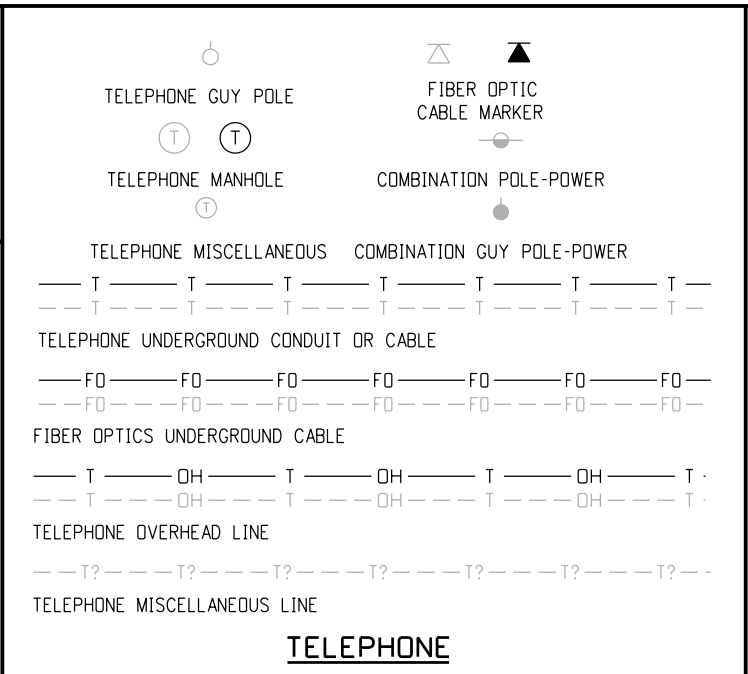 TELEPHONE GUY POLE
FIBER OPTIC
CABLE MARKER
T T
TELEPHONE MANHOLE
COMBINATION POLE-POWER
T
TELEPHONE MISCELLANEOUS
COMBINATION GUY POLE-POWER
T T T T T T T
T T T T T T T
TELEPHONE UNDERGROUND CONDUIT OR CABLE
FO FO FO FO FO FO FO
FO FO FO FO FO FO FO
FIBER OPTICS UNDERGROUND CABLE
T OH T OH T OH T
T OH T OH T OH T
TELEPHONE OVERHEAD LINE
T? T? T? T? T? T? T?
TELEPHONE MISCELLANEOUS LINE
TELEPHONE